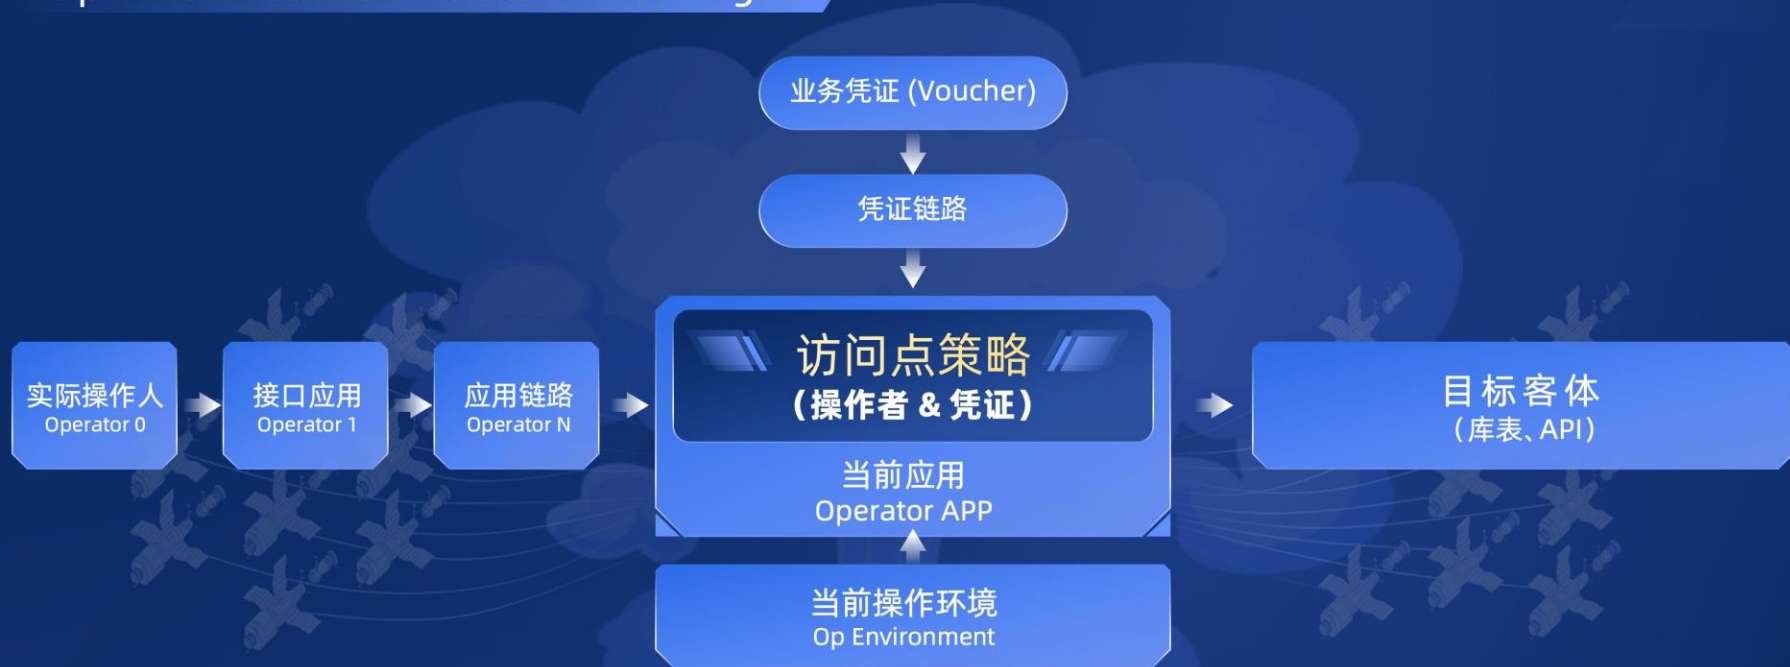 业务凭证 (Voucher)
凭证链路
实际操作人
Operator 0
接口应用
Operator 1
应用链路
Operator N
访问点策略
（操作者 & 凭证）
当前应用
Operator APP
目标客体
（库表、API）
当前操作环境
Op Environment